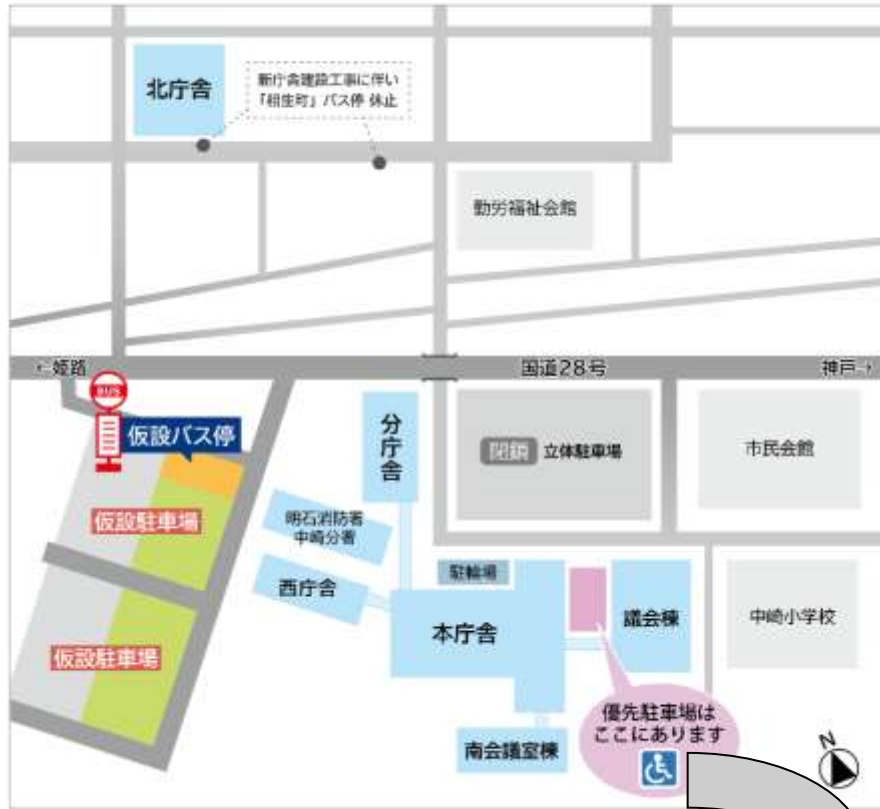 北庁舎
新庁舎建設工事に伴い
「相生町」バス停 休止
勤労福祉会館
←姫路
国道28号
神戸→
BUS
仮設バス停
分庁舎
閉鎖 立体駐車場
市民会館
仮設駐車場
明石消防署
中崎分署
駐輪場
西庁舎
本庁舎
議会棟
中崎小学校
仮設駐車場
優先駐車場は
ここにあります
南会議室棟
N